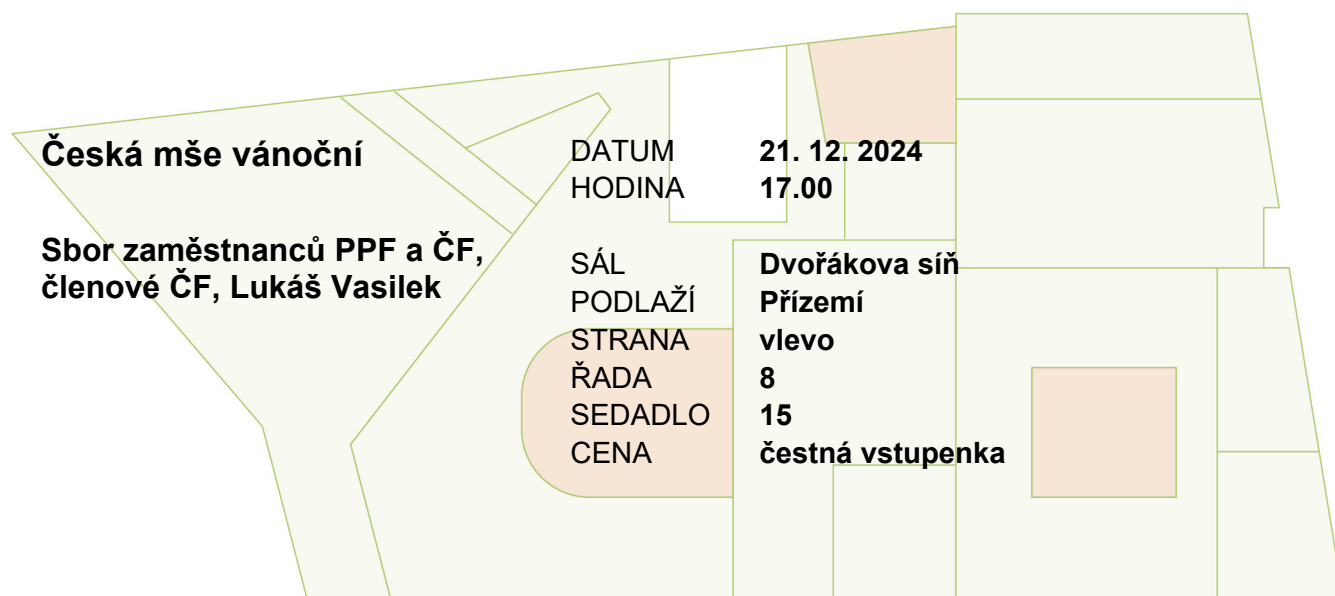 Česká mše vánoční
Sbor zaměstnanců PPF a ČF,
členové ČF, Lukáš Vasilek
DATUM 21. 12. 2024
HODINA 17.00
SÁL Dvořákova síň
PODLAŽÍ Přízemí
STRANA vlevo
ŘADA 8
SEDADLO 15
CENA čestná vstupenka